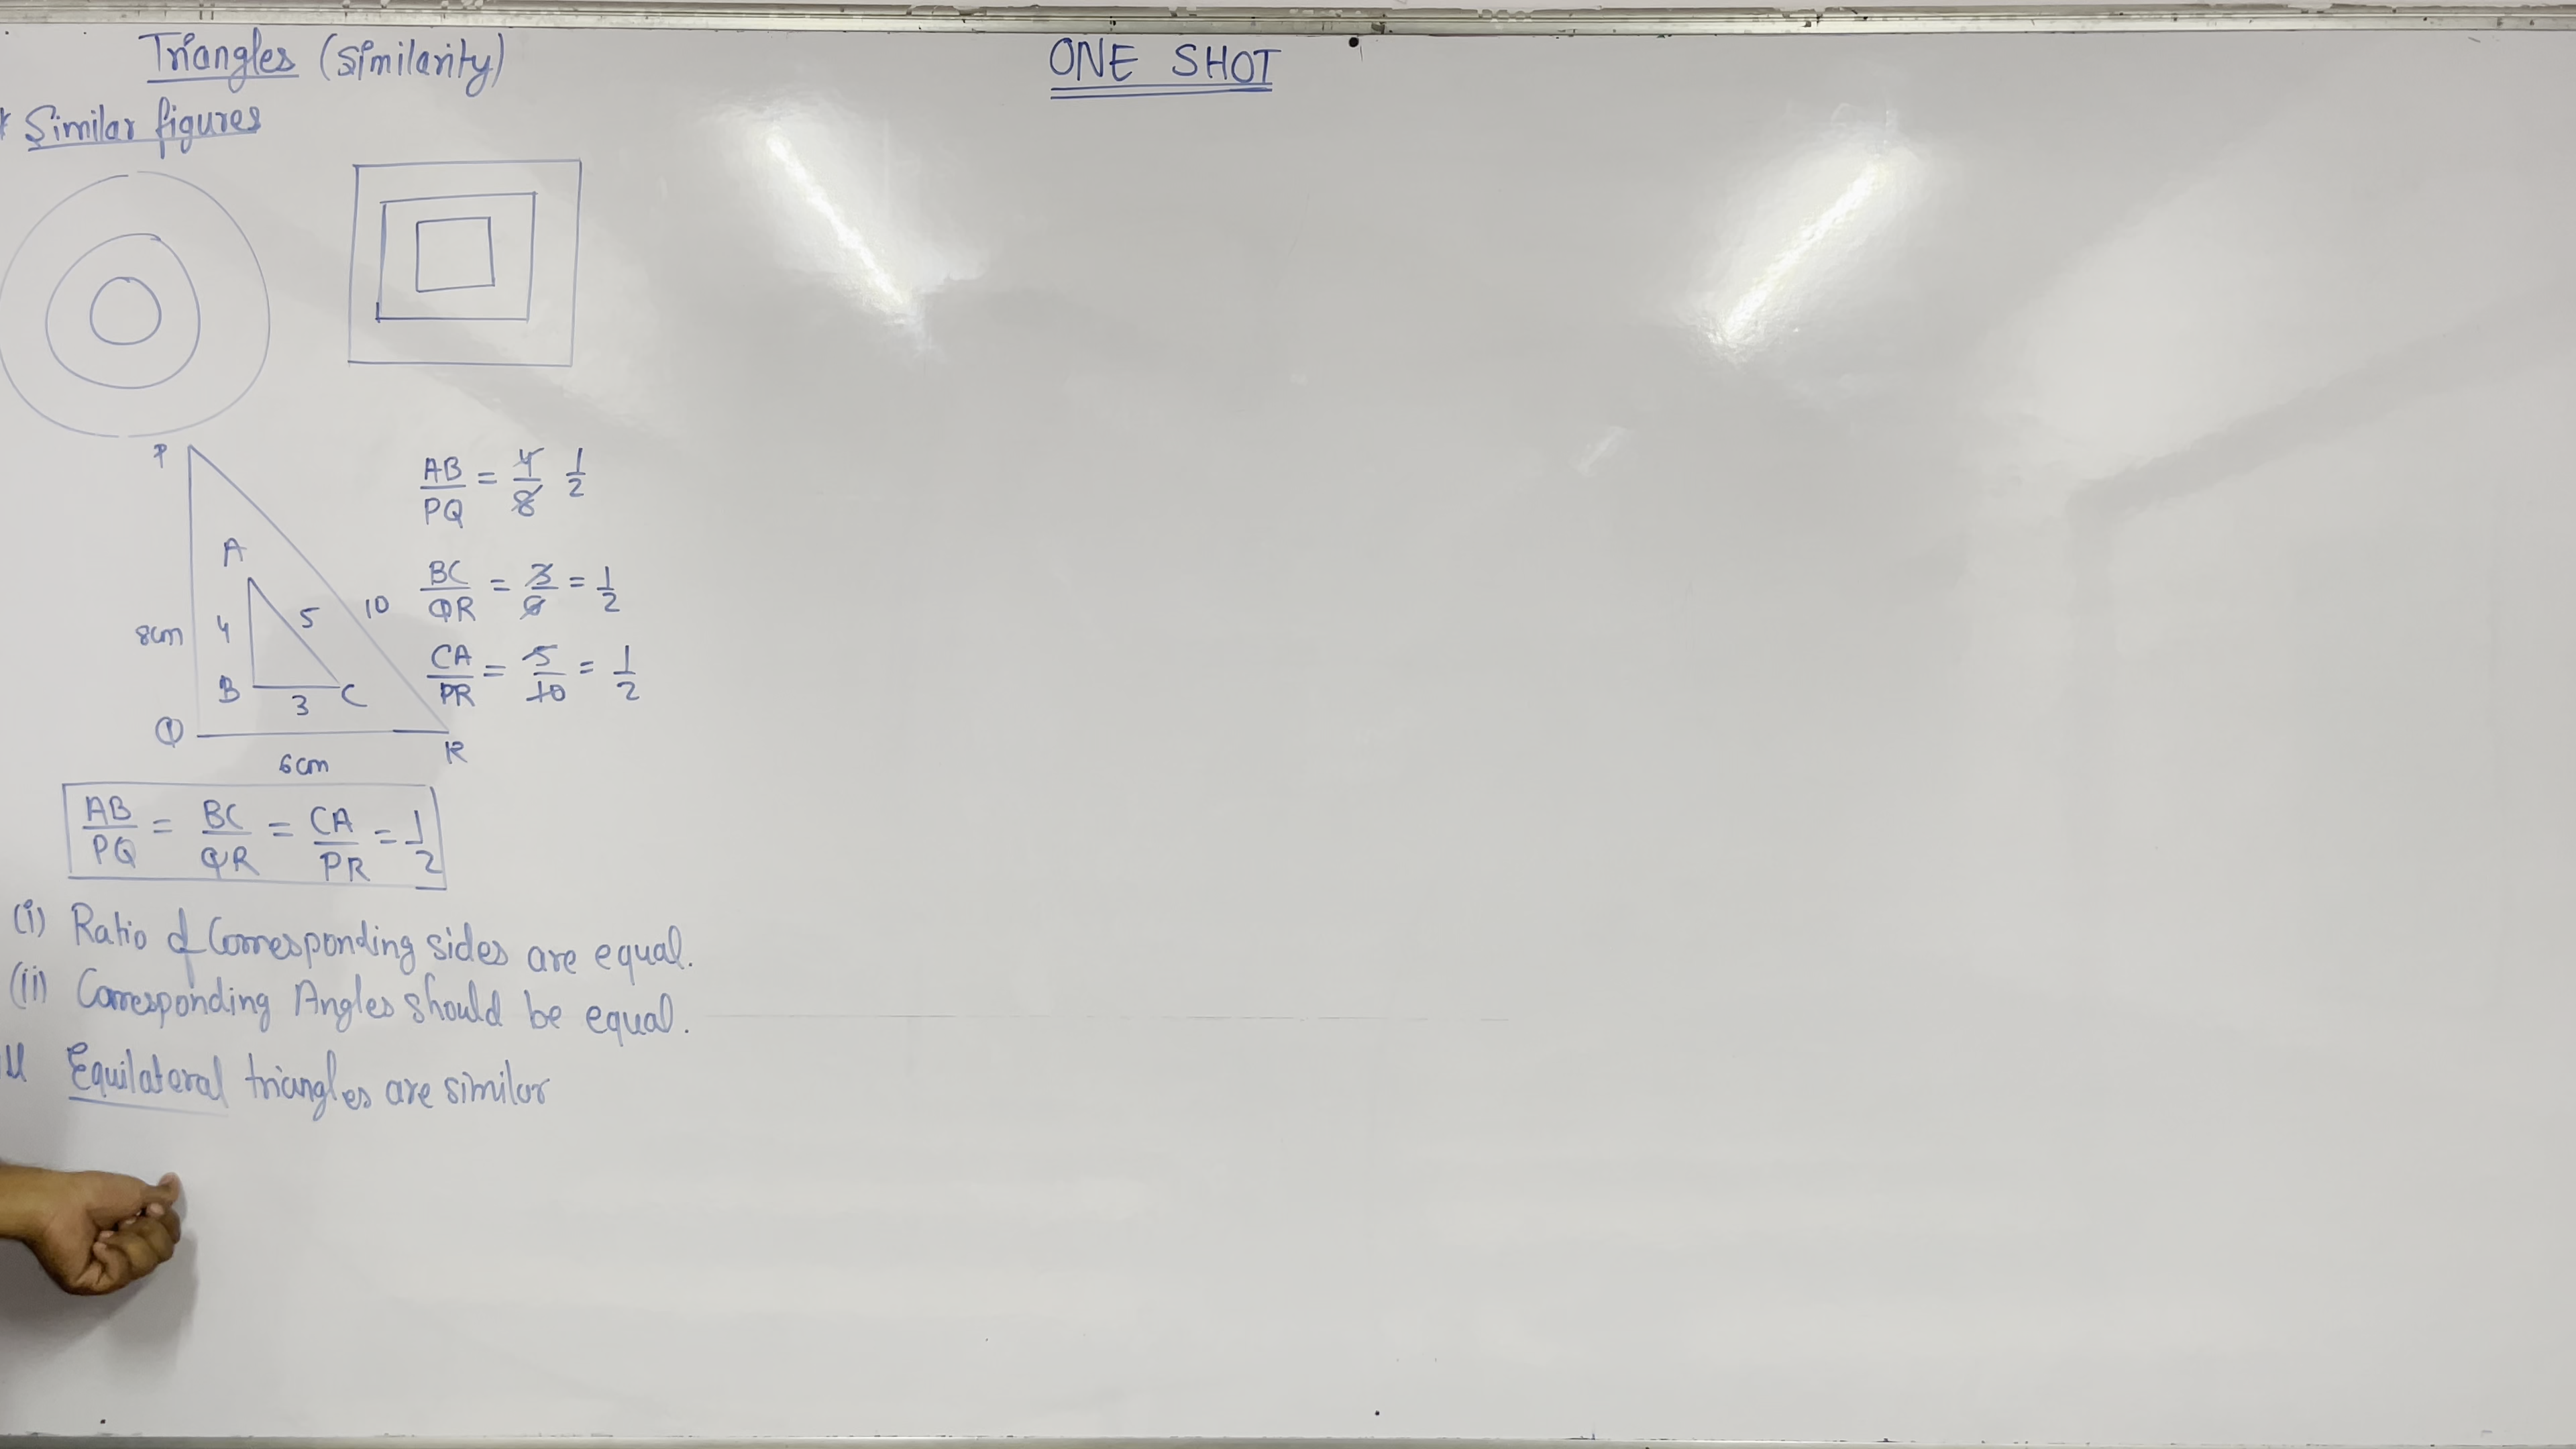 Triangles (Similarity)
ONE SHOT
* Similar figures
P
A
8cm
4
5
10
B
3
C
Q
R
6cm
AB/PQ = 4/8 1/2
BC/QR = 3/6 = 1/2
CA/PR = 5/10 = 1/2
AB/PQ = BC/QR = CA/PR = 1/2
(i) Ratio of Corresponding sides are equal.
(ii) Corresponding Angles should be equal.
Equilateral triangles are similar